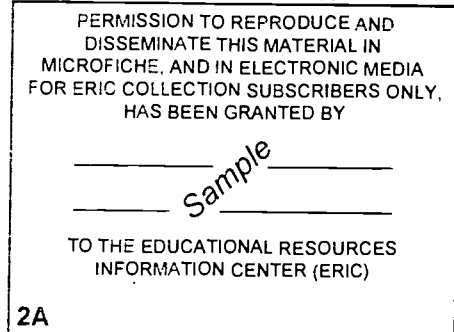 PERMISSION TO REPRODUCE AND
DISSEMINATE THIS MATERIAL IN
MICROFICHE, AND IN ELECTRONIC MEDIA
FOR ERIC COLLECTION SUBSCRIBERS ONLY,
HAS BEEN GRANTED BY
Sample
TO THE EDUCATIONAL RESOURCES
INFORMATION CENTER (ERIC)
2A